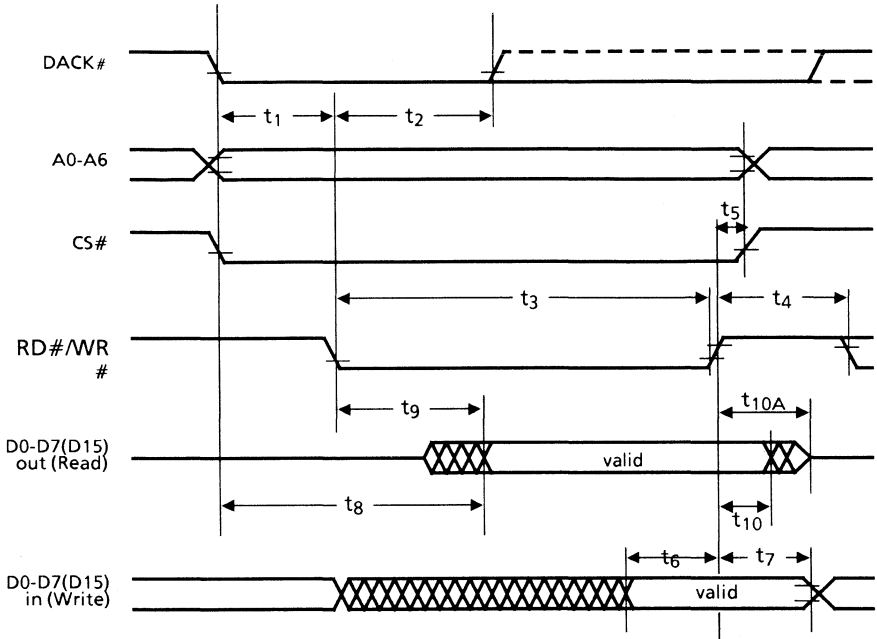 DACK#
t1
t2
A0-A6
t5
CS#
t3
t4
RD#/WR
#
t9
t10A
D0-D7(D15)
out (Read)
valid
t8
t10
t6
t7
D0-D7(D15)
in (Write)
valid